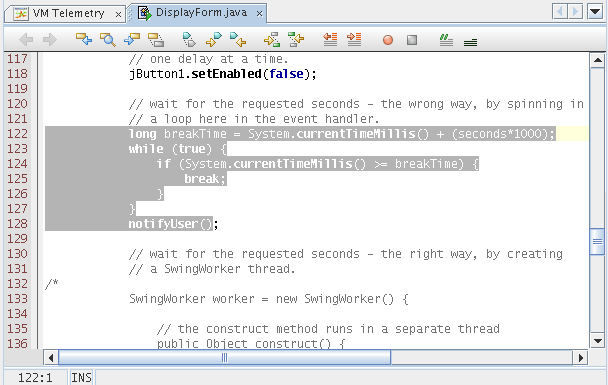 VM Telemetry x DisplayForm.java x
117 // one delay at a time.
118 jButton1.setEnabled(false);
119
120 // wait for the requested seconds - the wrong way, by spinning in
121 // a loop here in the event handler.
122 long breakTime = System.currentTimeMillis() + (seconds*1000);
123 while (true) {
124 if (System.currentTimeMillis() >= breakTime) {
125 break;
126 }
127 }
128 notifyUser();
129
130 // wait for the requested seconds - the right way, by creating
131 // a SwingWorker thread.
132 /*
133 SwingWorker worker = new SwingWorker() {
134
135 // the construct method runs in a separate thread
136 public Object construct() {
122:1 INS